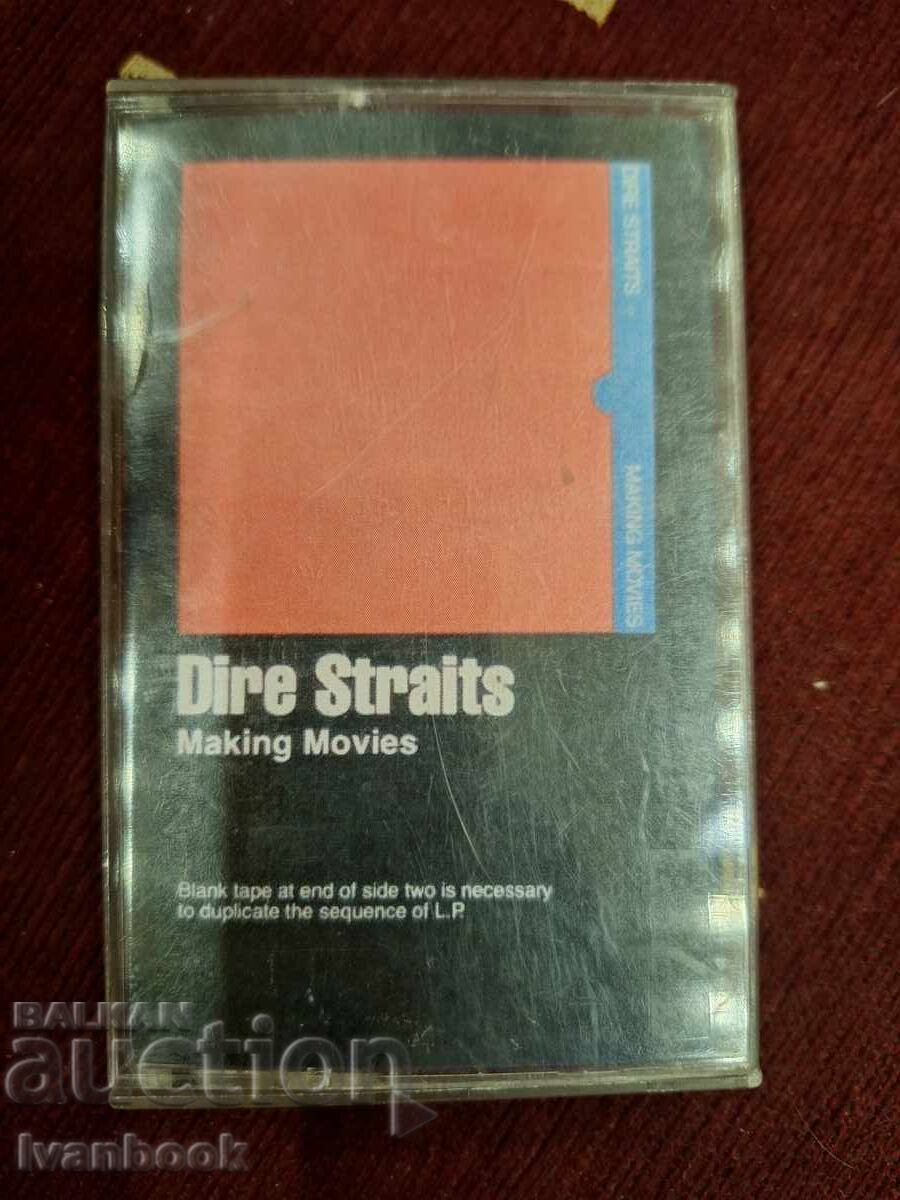 DIRE STRAITS
MAKING MOVIES
Dire Straits
Making Movies
Blank tape at end of side two is necessary
to duplicate the sequence of L.P.
BALKAN
auction
Ivanbook